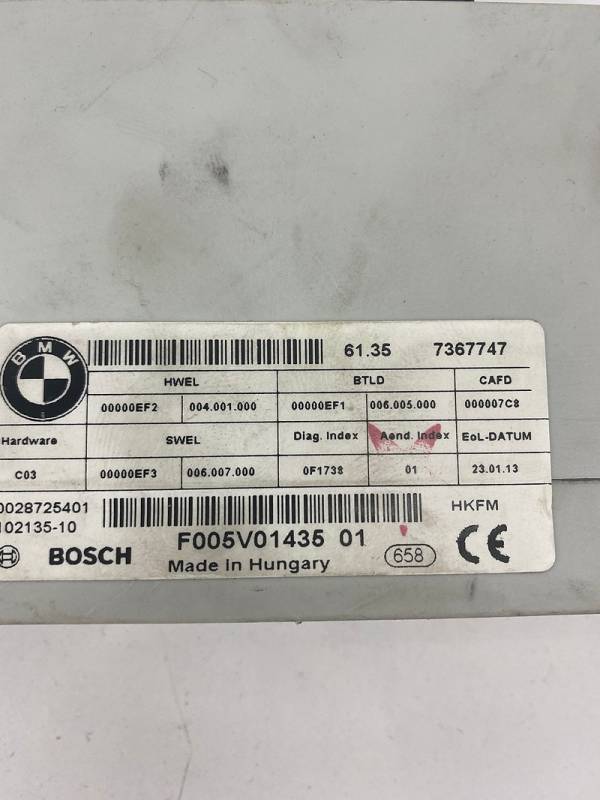 BMW
61.35 7367747
HWEL BTLD CAFD
00000EF2 004.001.000 00000EF1 006.005.000 000007C8
Hardware SWEL Diag. Index Aend. Index EoL-DATUM
C03 00000EF3 006.007.000 0F1738 01 23.01.13
0028725401 HKFM
102135-10 F005V01435 01
BOSCH Made In Hungary 658 CE